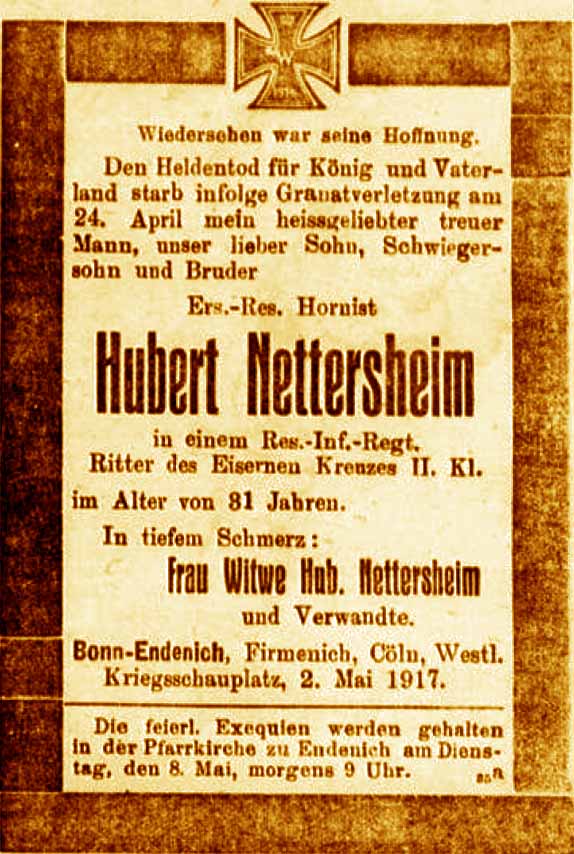 W
Wiedersehen war seine Hoffnung.
Den Heldentod für König und Vater-
land starb infolge Granatverletzung am
24. April mein heissgeliebter treuer
Mann, unser lieber Sohn, Schwieger-
sohn und Bruder
Ers.-Res. Hornist
Hubert Nettersheim
in einem Res.-Inf.-Regt.
Ritter des Eisernen Kreuzes II. Kl.
im Alter von 31 Jahren.
In tiefem Schmerz:
Frau Witwe Hub. Nettersheim
und Verwandte.
Bonn-Endenich, Firmenich, Cöln, Westl.
Kriegsschauplatz, 2. Mai 1917.
Die feierl. Exequien werden gehalten
in der Pfarrkirche zu Endenich am Diens-
tag, den 8. Mai, morgens 9 Uhr.